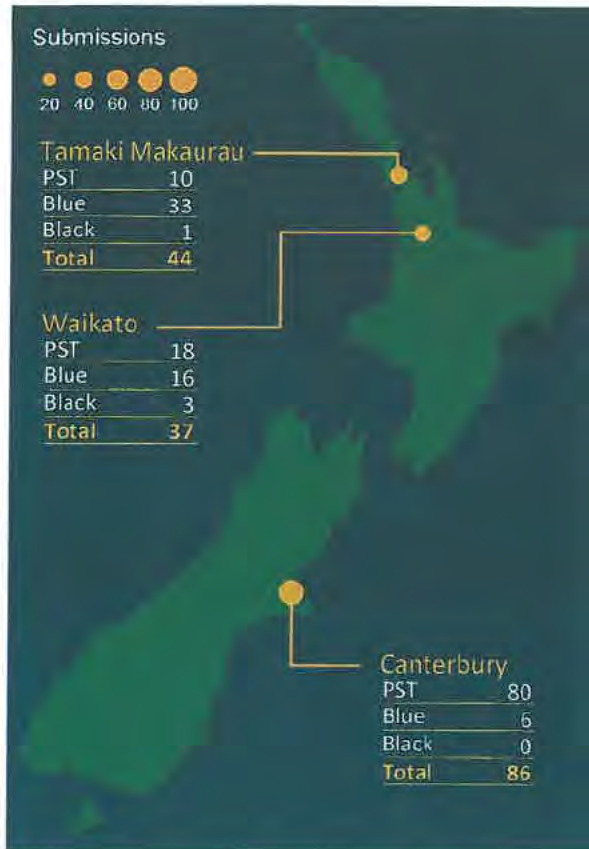 Submissions
20 40 60 80 100
Tamaki Makaurau
PST 10
Blue 33
Black 1
Total 44
Waikato
PST 18
Blue 16
Black 3
Total 37
Canterbury
PST 80
Blue 6
Black 0
Total 86